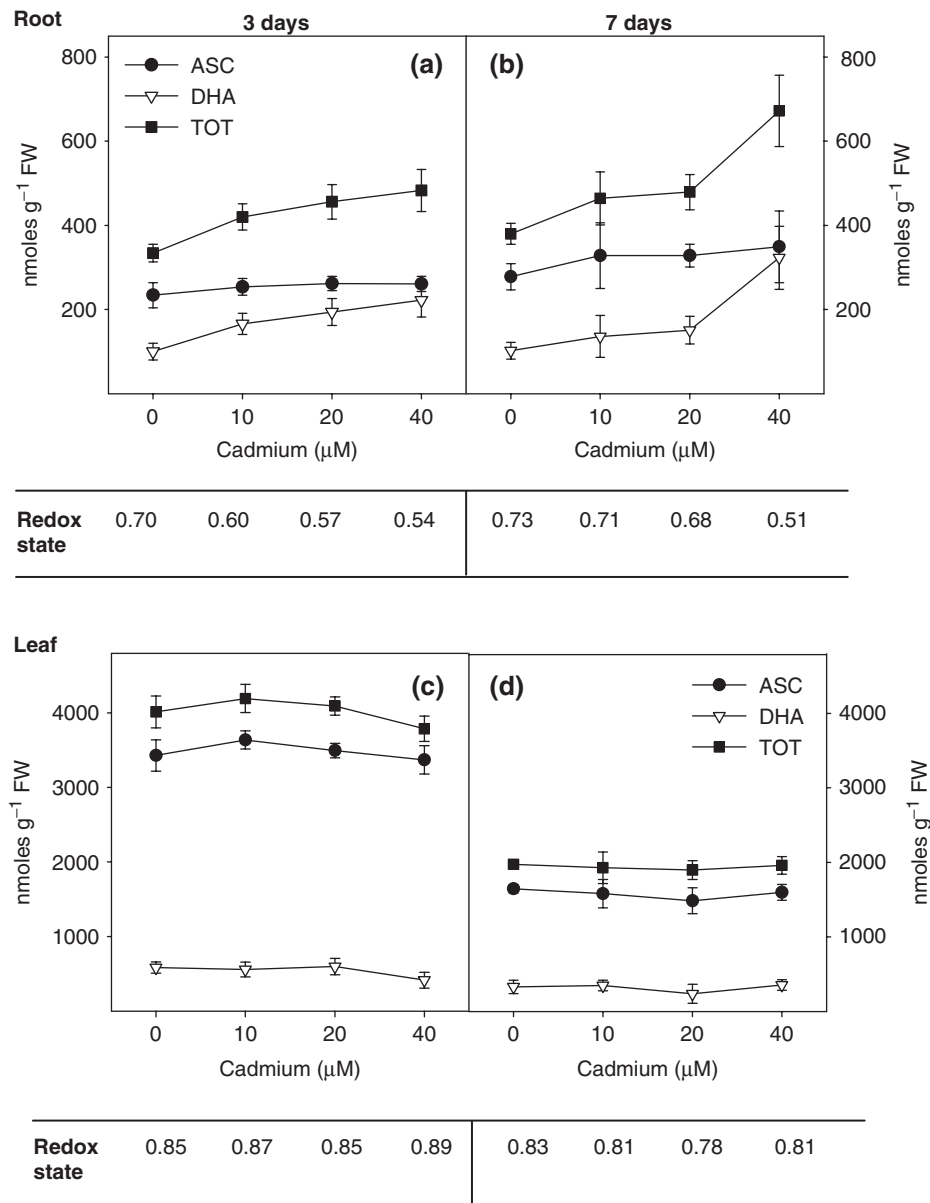 Root
3 days
7 days
ASC
DHA
TOT
(a)
(b)
800
600
400
200
nmoles g⁻¹ FW
800
600
400
200
nmoles g⁻¹ FW
0 10 20 40
Cadmium (μM)
0 10 20 40
Cadmium (μM)
Redox state
0.70 0.60 0.57 0.54
0.73 0.71 0.68 0.51
Leaf
(c)
(d)
ASC
DHA
TOT
4000
3000
2000
1000
nmoles g⁻¹ FW
4000
3000
2000
1000
nmoles g⁻¹ FW
0 10 20 40
Cadmium (μM)
0 10 20 40
Cadmium (μM)
Redox state
0.85 0.87 0.85 0.89
0.83 0.81 0.78 0.81